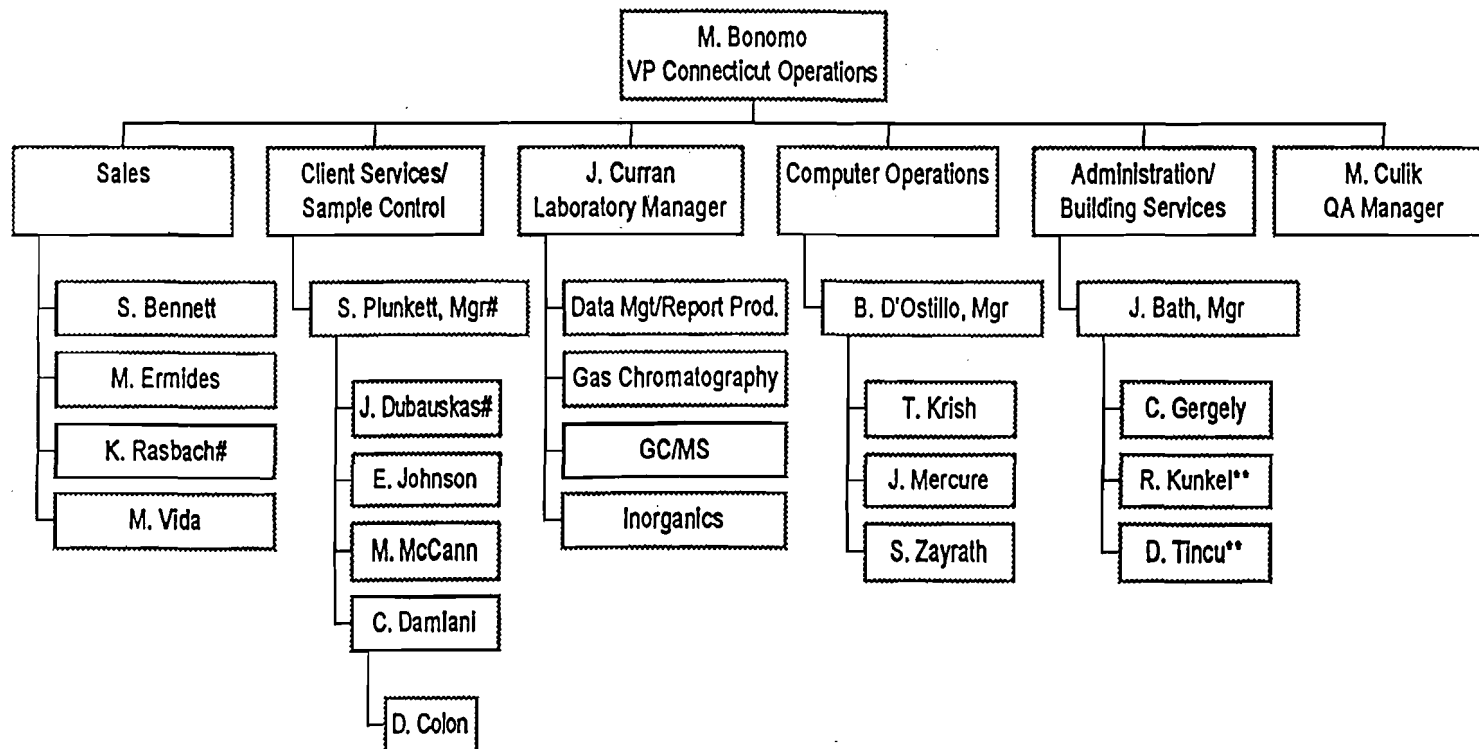 M. Bonomo
VP Connecticut Operations
Sales
Client Services/
Sample Control
J. Curran
Laboratory Manager
Computer Operations
Administration/
Building Services
M. Culik
QA Manager
S. Bennett
M. Ermides
K. Rasbach#
M. Vida
S. Plunkett, Mgr#
J. Dubauskas#
E. Johnson
M. McCann
C. Damiani
D. Colon
Data Mgt/Report Prod.
Gas Chromatography
GC/MS
Inorganics
B. D'Ostillo, Mgr
T. Krish
J. Mercure
S. Zayrath
J. Bath, Mgr
C. Gergely
R. Kunkel**
D. Tincu**